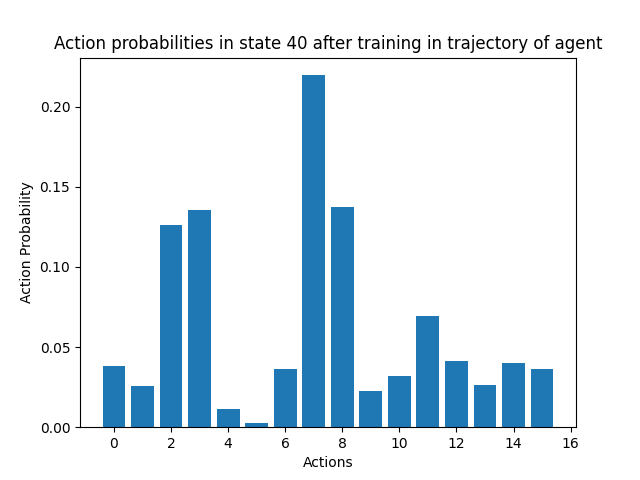 Action probabilities in state 40 after training in trajectory of agent
0.20
0.15
0.10
0.05
0.00
Action Probability
0 2 4 6 8 10 12 14 16
Actions